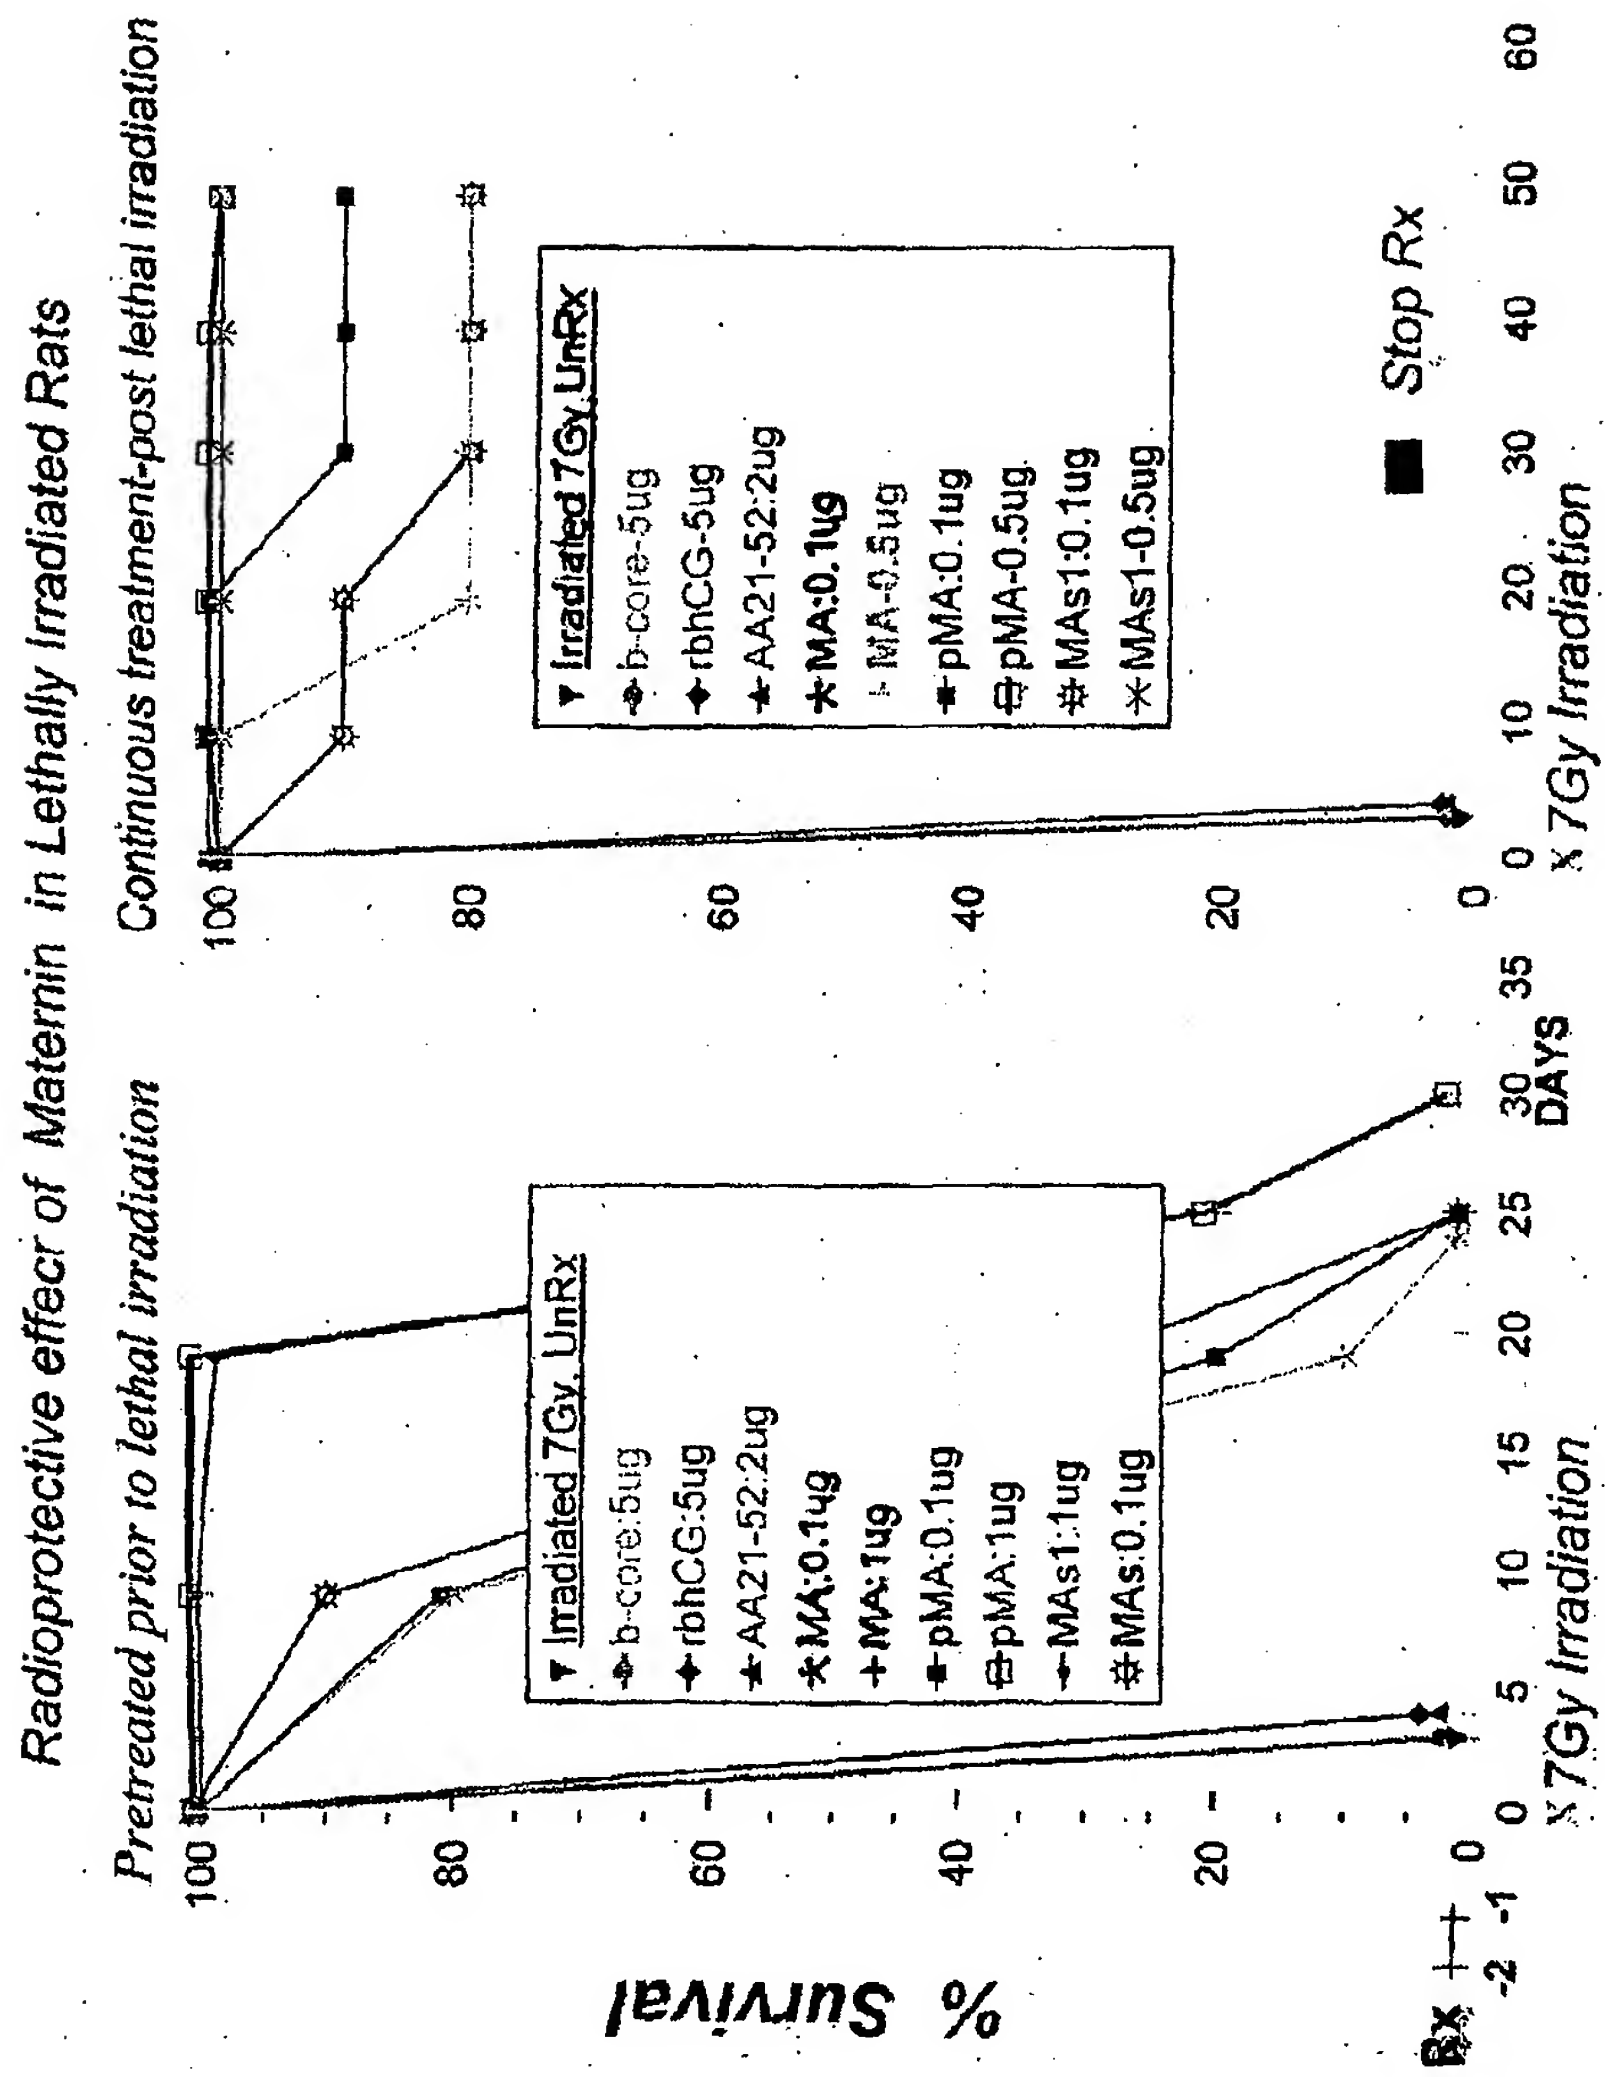 Radioprotective effecr of Maternin in Lethally Irradiated Rats
Pretreated prior to lethal irradiation
Continuous treatment-post lethal irradiation
% Survival
100
80
60
40
20
0
Irradiated 7Gy, UnRx
b-core:5ug
rbhCG:5ug
AA21-52:2ug
MA:0.1ug
MA:1ug
pMA:0.1ug
pMA:1ug
MAs1:1ug
MAs:0.1ug
Rx
-2 -1 0 5 10 15 20 25 30 35
X 7Gy Irradiation
DAYS
100
80
60
40
20
0
Irradiated 7Gy, UnRx
b-core-5ug
rbhCG-5ug
AA21-52:2ug
MA:0.1ug
MA-0.5ug
pMA:0.1ug
pMA-0.5ug
MAs1:0.1ug
MAs1-0.5ug
Stop Rx
0 10 20 30 40 50 60
X 7Gy Irradiation